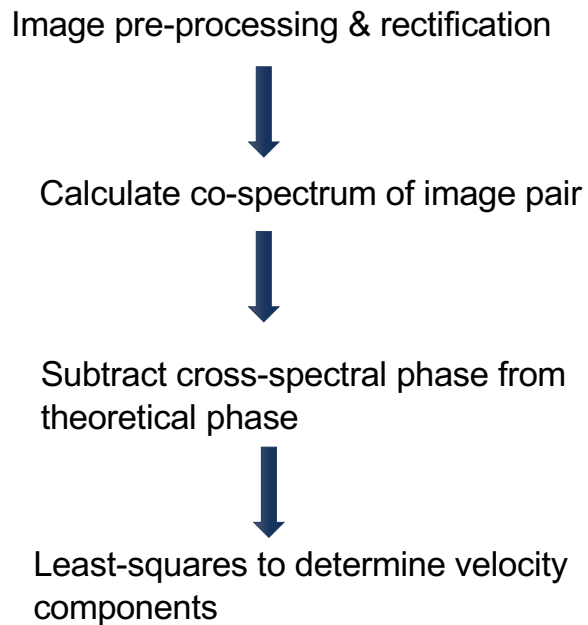 Image pre-processing & rectification
Calculate co-spectrum of image pair
Subtract cross-spectral phase from
theoretical phase
Least-squares to determine velocity
components